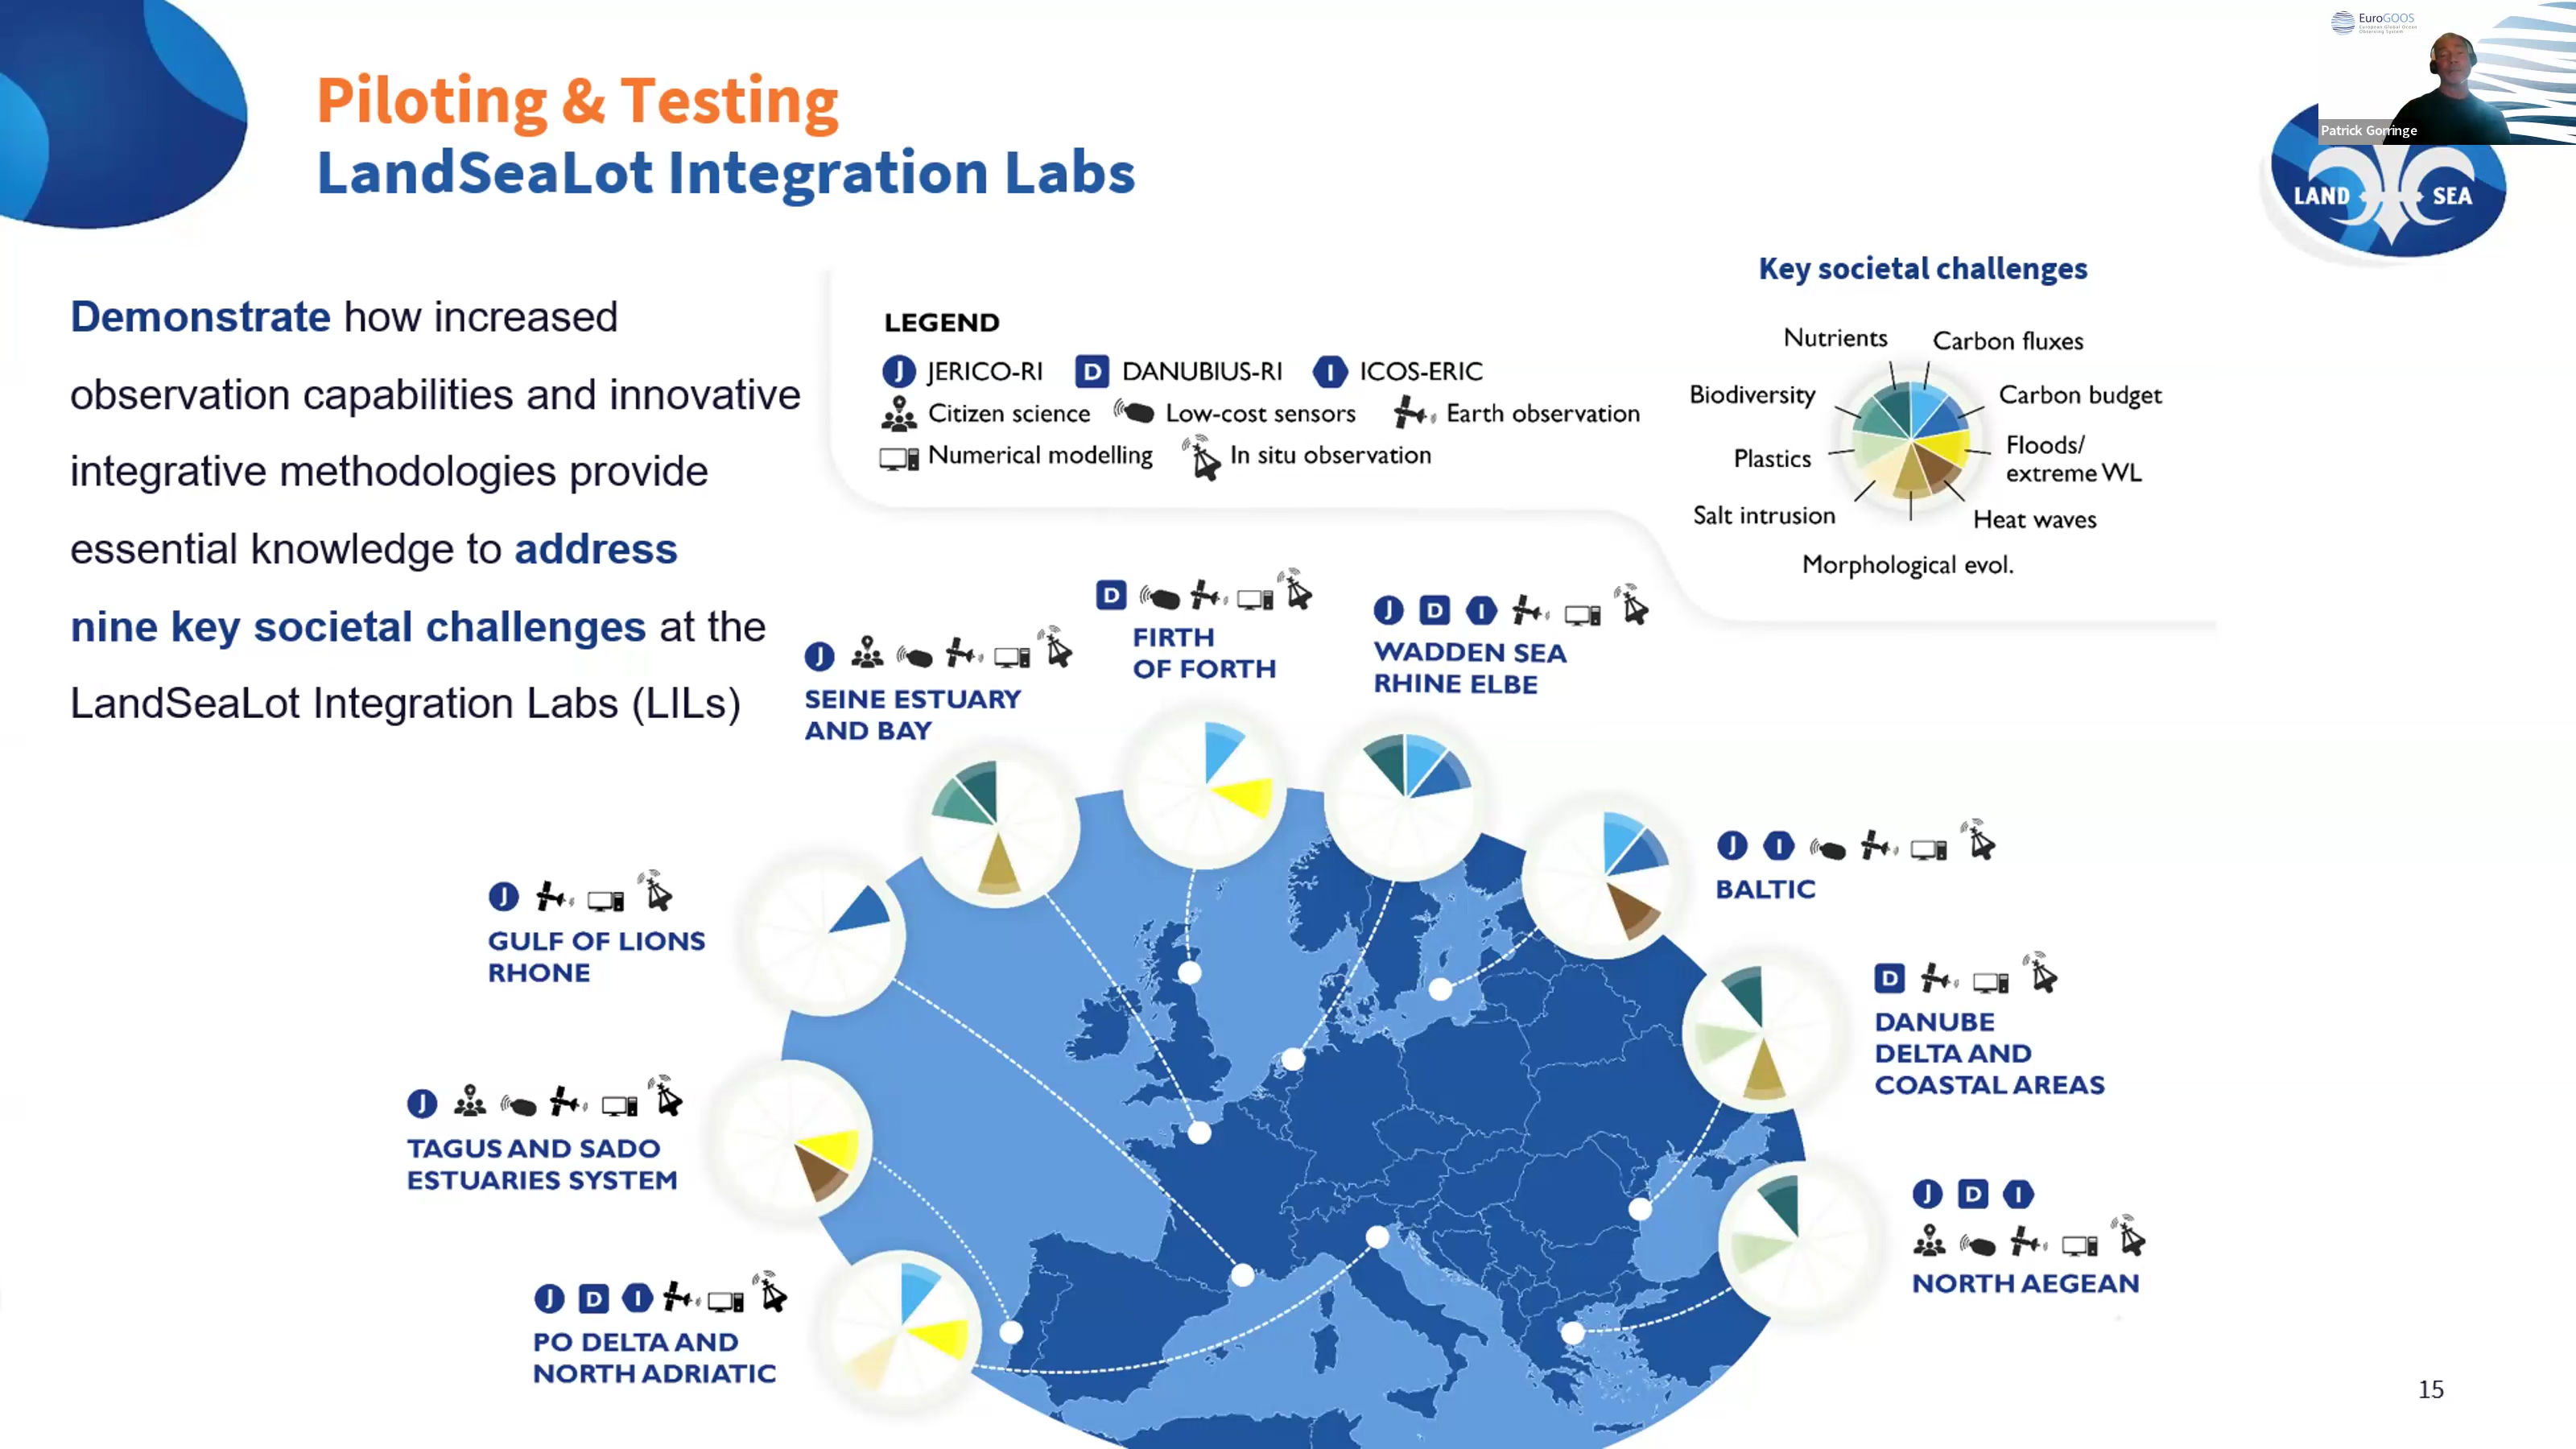 EuroGOOS
European Global Ocean
Observing System
Patrick Gorringe
LAND SEA
Piloting & Testing
LandSeaLot Integration Labs
Demonstrate how increased
observation capabilities and innovative
integrative methodologies provide
essential knowledge to address
nine key societal challenges at the
LandSeaLot Integration Labs (LILs)
LEGEND
J JERICO-RI D DANUBIUS-RI I ICOS-ERIC
Citizen science Low-cost sensors Earth observation
Numerical modelling In situ observation
Key societal challenges
Nutrients
Carbon fluxes
Biodiversity
Carbon budget
Plastics
Floods/
extreme WL
Salt intrusion
Heat waves
Morphological evol.
D
FIRTH
OF FORTH
J D I
WADDEN SEA
RHINE ELBE
J
SEINE ESTUARY
AND BAY
J I
BALTIC
J
GULF OF LIONS
RHONE
D
DANUBE
DELTA AND
COASTAL AREAS
J
TAGUS AND SADO
ESTUARIES SYSTEM
J D I
NORTH AEGEAN
J D I
PO DELTA AND
NORTH ADRIATIC
15